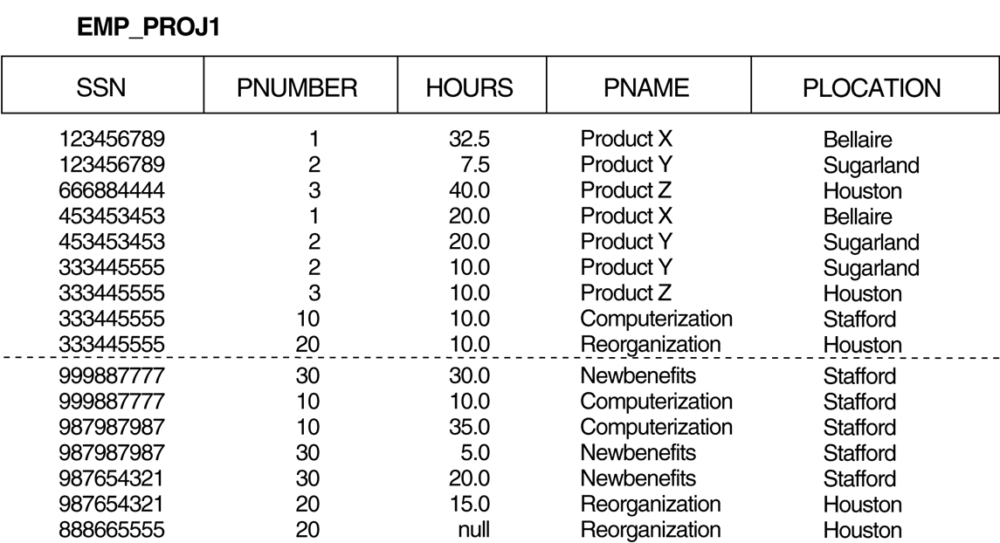 EMP_PROJ1
SSN PNUMBER HOURS PNAME PLOCATION
123456789 1 32.5 Product X Bellaire
123456789 2 7.5 Product Y Sugarland
666884444 3 40.0 Product Z Houston
453453453 1 20.0 Product X Bellaire
453453453 2 20.0 Product Y Sugarland
333445555 2 10.0 Product Y Sugarland
333445555 3 10.0 Product Z Houston
333445555 10 10.0 Computerization Stafford
333445555 20 10.0 Reorganization Houston
999887777 30 30.0 Newbenefits Stafford
999887777 10 10.0 Computerization Stafford
987987987 10 35.0 Computerization Stafford
987987987 30 5.0 Newbenefits Stafford
987654321 30 20.0 Newbenefits Stafford
987654321 20 15.0 Reorganization Houston
888665555 20 null Reorganization Houston